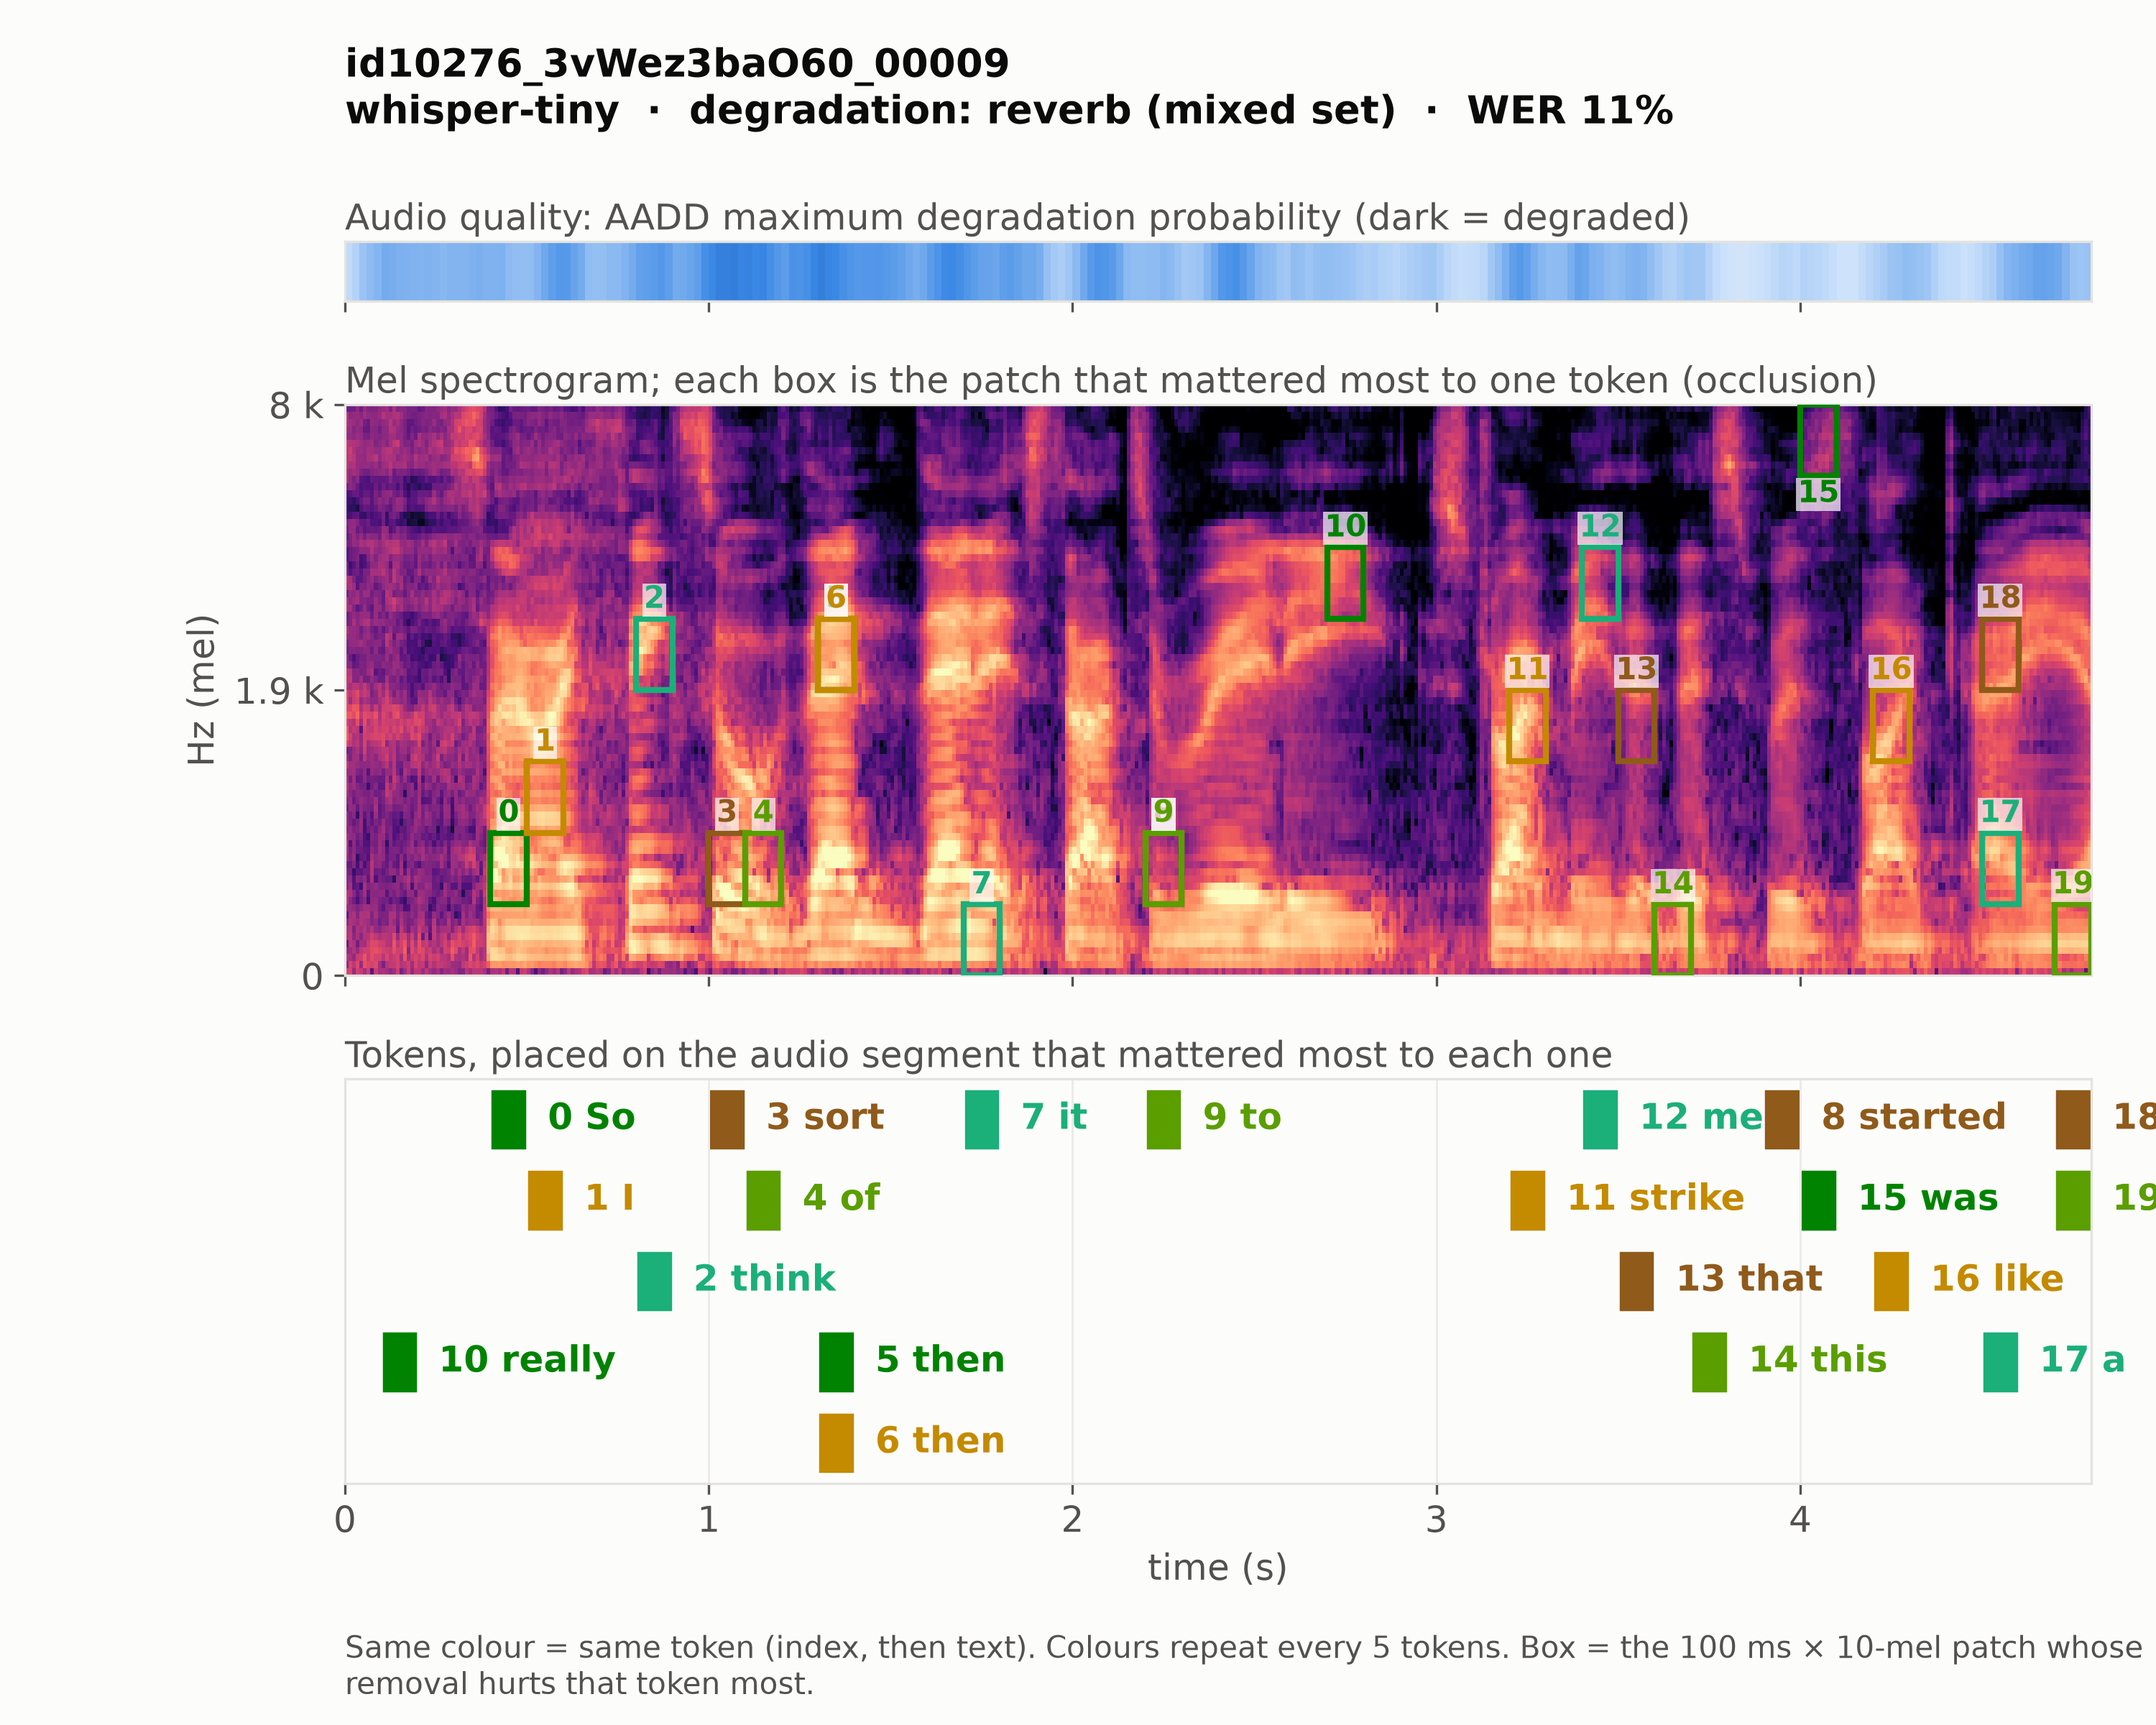 id10276_3vWez3baO60_00009
whisper-tiny · degradation: reverb (mixed set) · WER 11%
Audio quality: AADD maximum degradation probability (dark = degraded)
Mel spectrogram; each box is the patch that mattered most to one token (occlusion)
8 k
1.9 k
0
Hz (mel)
0
1
2
3
4
6
7
9
10
11
12
13
14
15
16
17
18
19
Tokens, placed on the audio segment that mattered most to each one
0 So
3 sort
7 it
9 to
12 me
8 started
18
1 I
4 of
11 strike
15 was
19
2 think
13 that
16 like
10 really
5 then
14 this
17 a
6 then
0 1 2 3 4
time (s)
Same colour = same token (index, then text). Colours repeat every 5 tokens. Box = the 100 ms × 10-mel patch whose
removal hurts that token most.